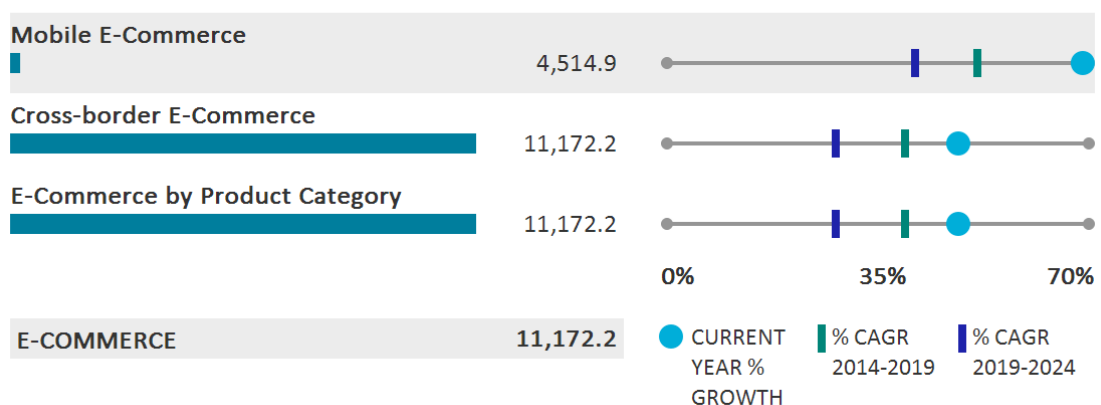 Mobile E-Commerce
4,514.9
Cross-border E-Commerce
11,172.2
E-Commerce by Product Category
11,172.2
0% 35% 70%
E-COMMERCE 11,172.2
CURRENT
YEAR %
GROWTH
% CAGR
2014-2019
% CAGR
2019-2024